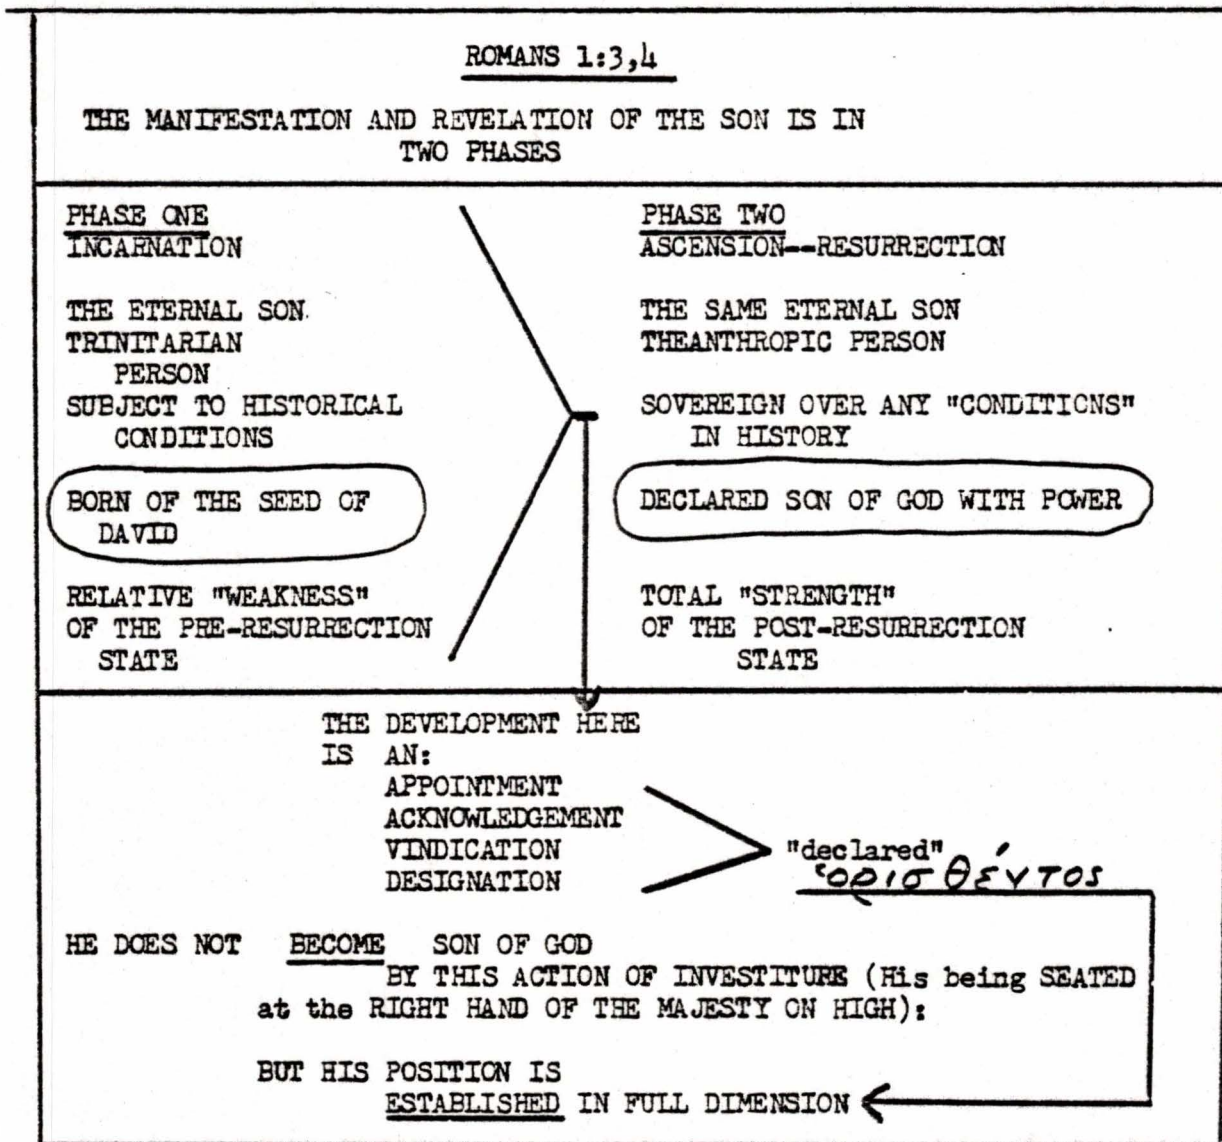 ROMANS 1:3,4
THE MANIFESTATION AND REVELATION OF THE SON IS IN
TWO PHASES
PHASE ONE
INCARNATION
THE ETERNAL SON
TRINITARIAN
PERSON
SUBJECT TO HISTORICAL
CONDITIONS
BORN OF THE SEED OF
DAVID
RELATIVE "WEAKNESS"
OF THE PRE-RESURRECTION
STATE
PHASE TWO
ASCENSION--RESURRECTION
THE SAME ETERNAL SON
THEANTHROPIC PERSON
SOVEREIGN OVER ANY "CONDITIONS"
IN HISTORY
DECLARED SON OF GOD WITH POWER
TOTAL "STRENGTH"
OF THE POST-RESURRECTION
STATE
THE DEVELOPMENT HERE
IS AN:
APPOINTMENT
ACKNOWLEDGEMENT
VINDICATION
DESIGNATION
"declared"
ὁρισθέντος
HE DOES NOT BECOME SON OF GOD
BY THIS ACTION OF INVESTITURE (His being SEATED
at the RIGHT HAND OF THE MAJESTY ON HIGH):
BUT HIS POSITION IS
ESTABLISHED IN FULL DIMENSION